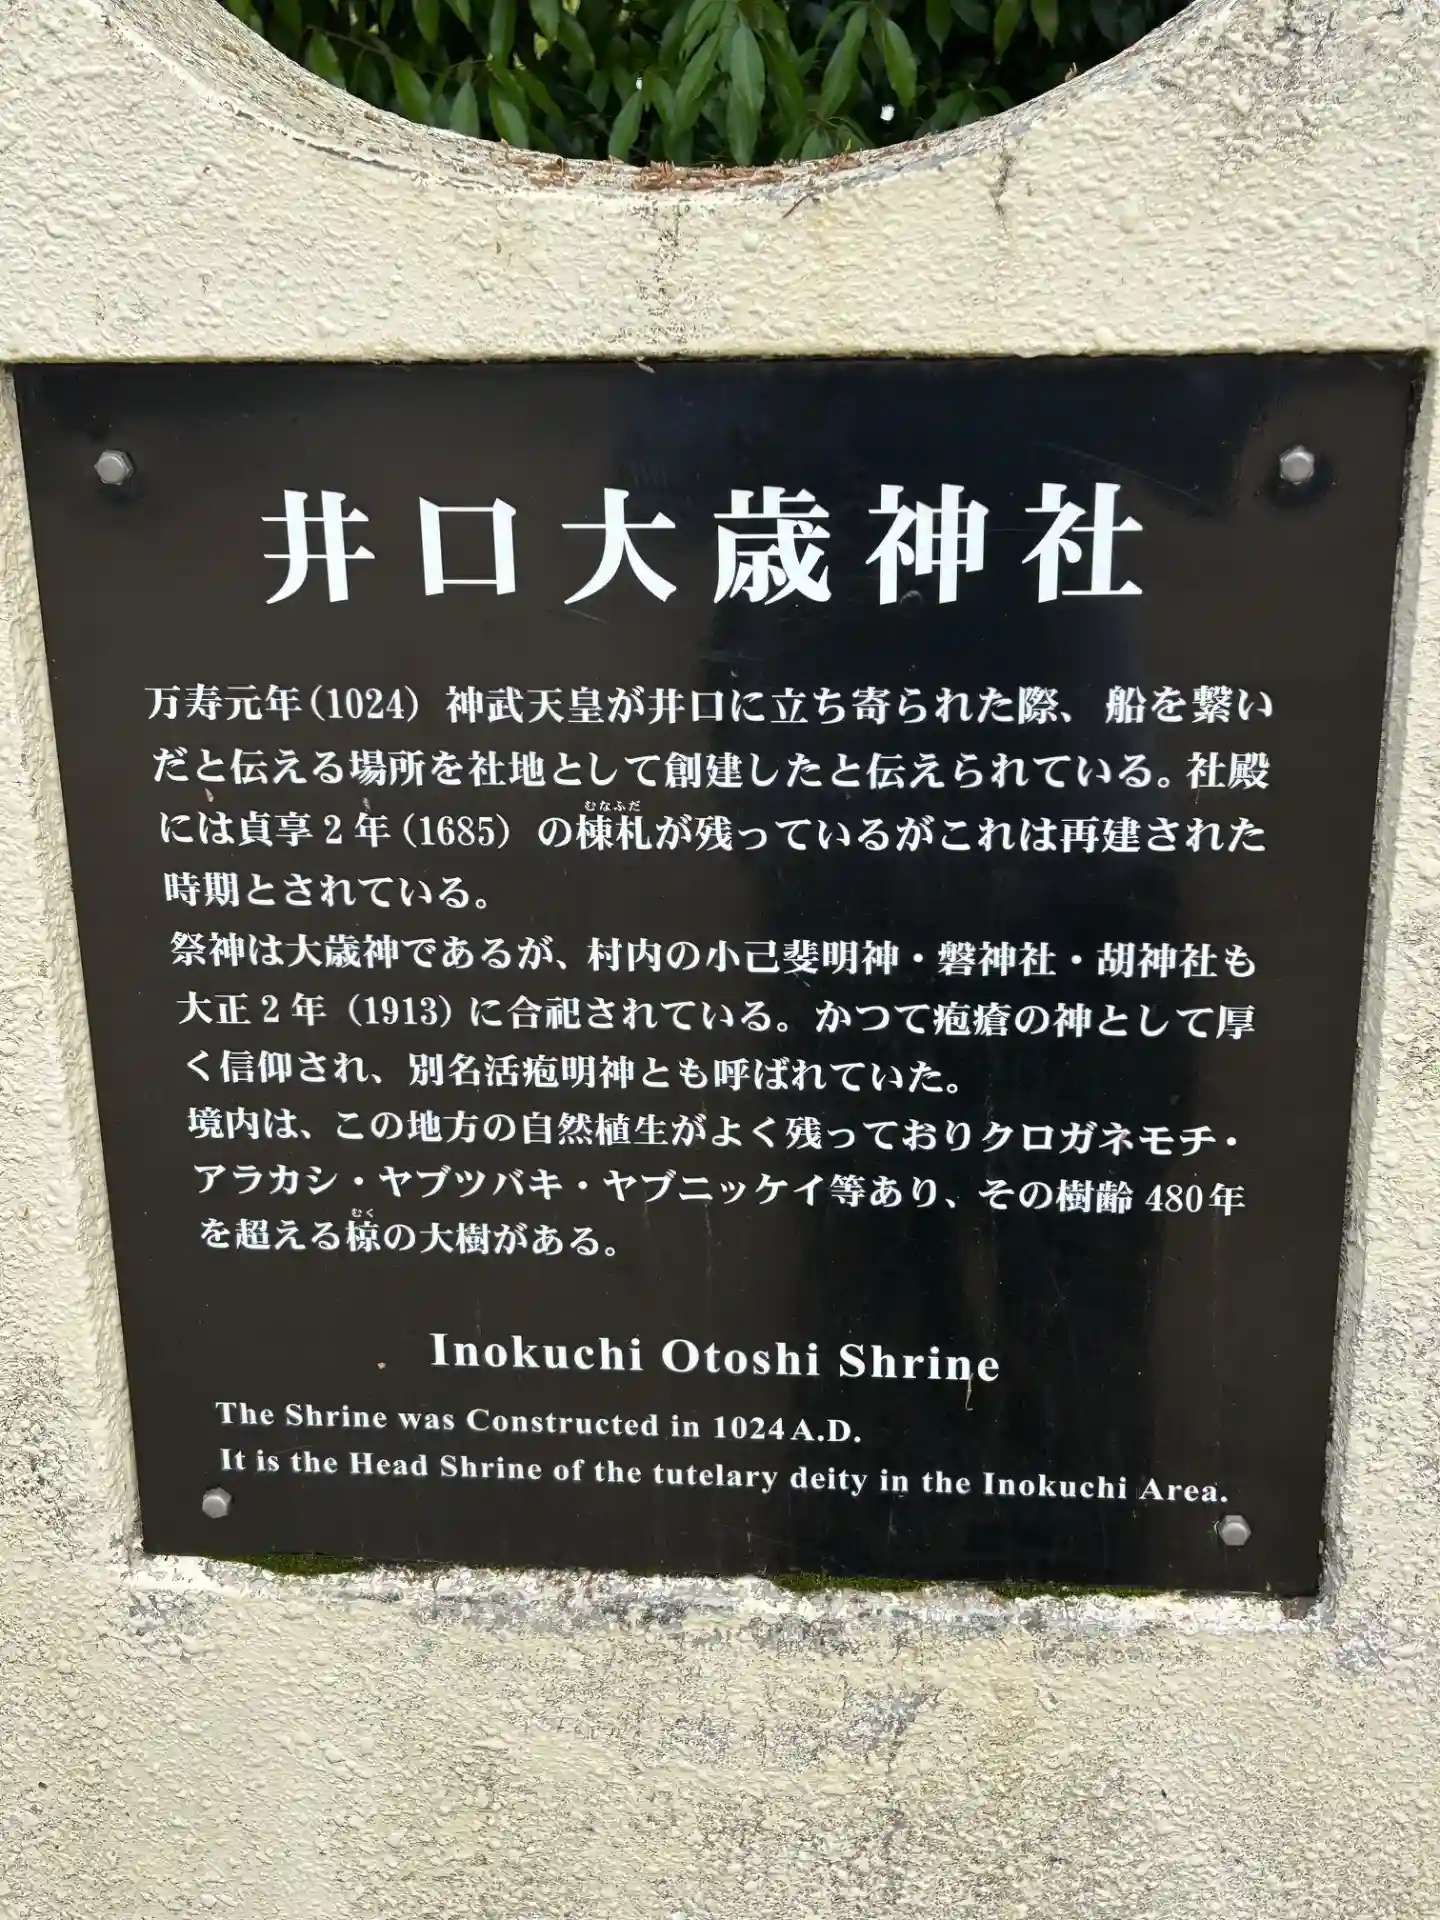 井口大歳神社
万寿元年(1024) 神武天皇が井口に立ち寄られた際、船を繋い
だと伝える場所を社地として創建したと伝えられている。社殿
むなふだ
には貞享2年(1685)の棟札が残っているがこれは再建された
時期とされている。
祭神は大歳神であるが、村内の小己斐明神・磐神社・胡神社も
大正2年(1913)に合祀されている。かつて疱瘡の神として厚
く信仰され、別名活疱明神とも呼ばれていた。
境内は、この地方の自然植生がよく残っておりクロガネモチ・
アラカシ・ヤブツバキ・ヤブニッケイ等あり、その樹齢480年
むく
を超える椋の大樹がある。
Inokuchi Otoshi Shrine
The Shrine was Constructed in 1024 A.D.
It is the Head Shrine of the tutelary deity in the Inokuchi Area.